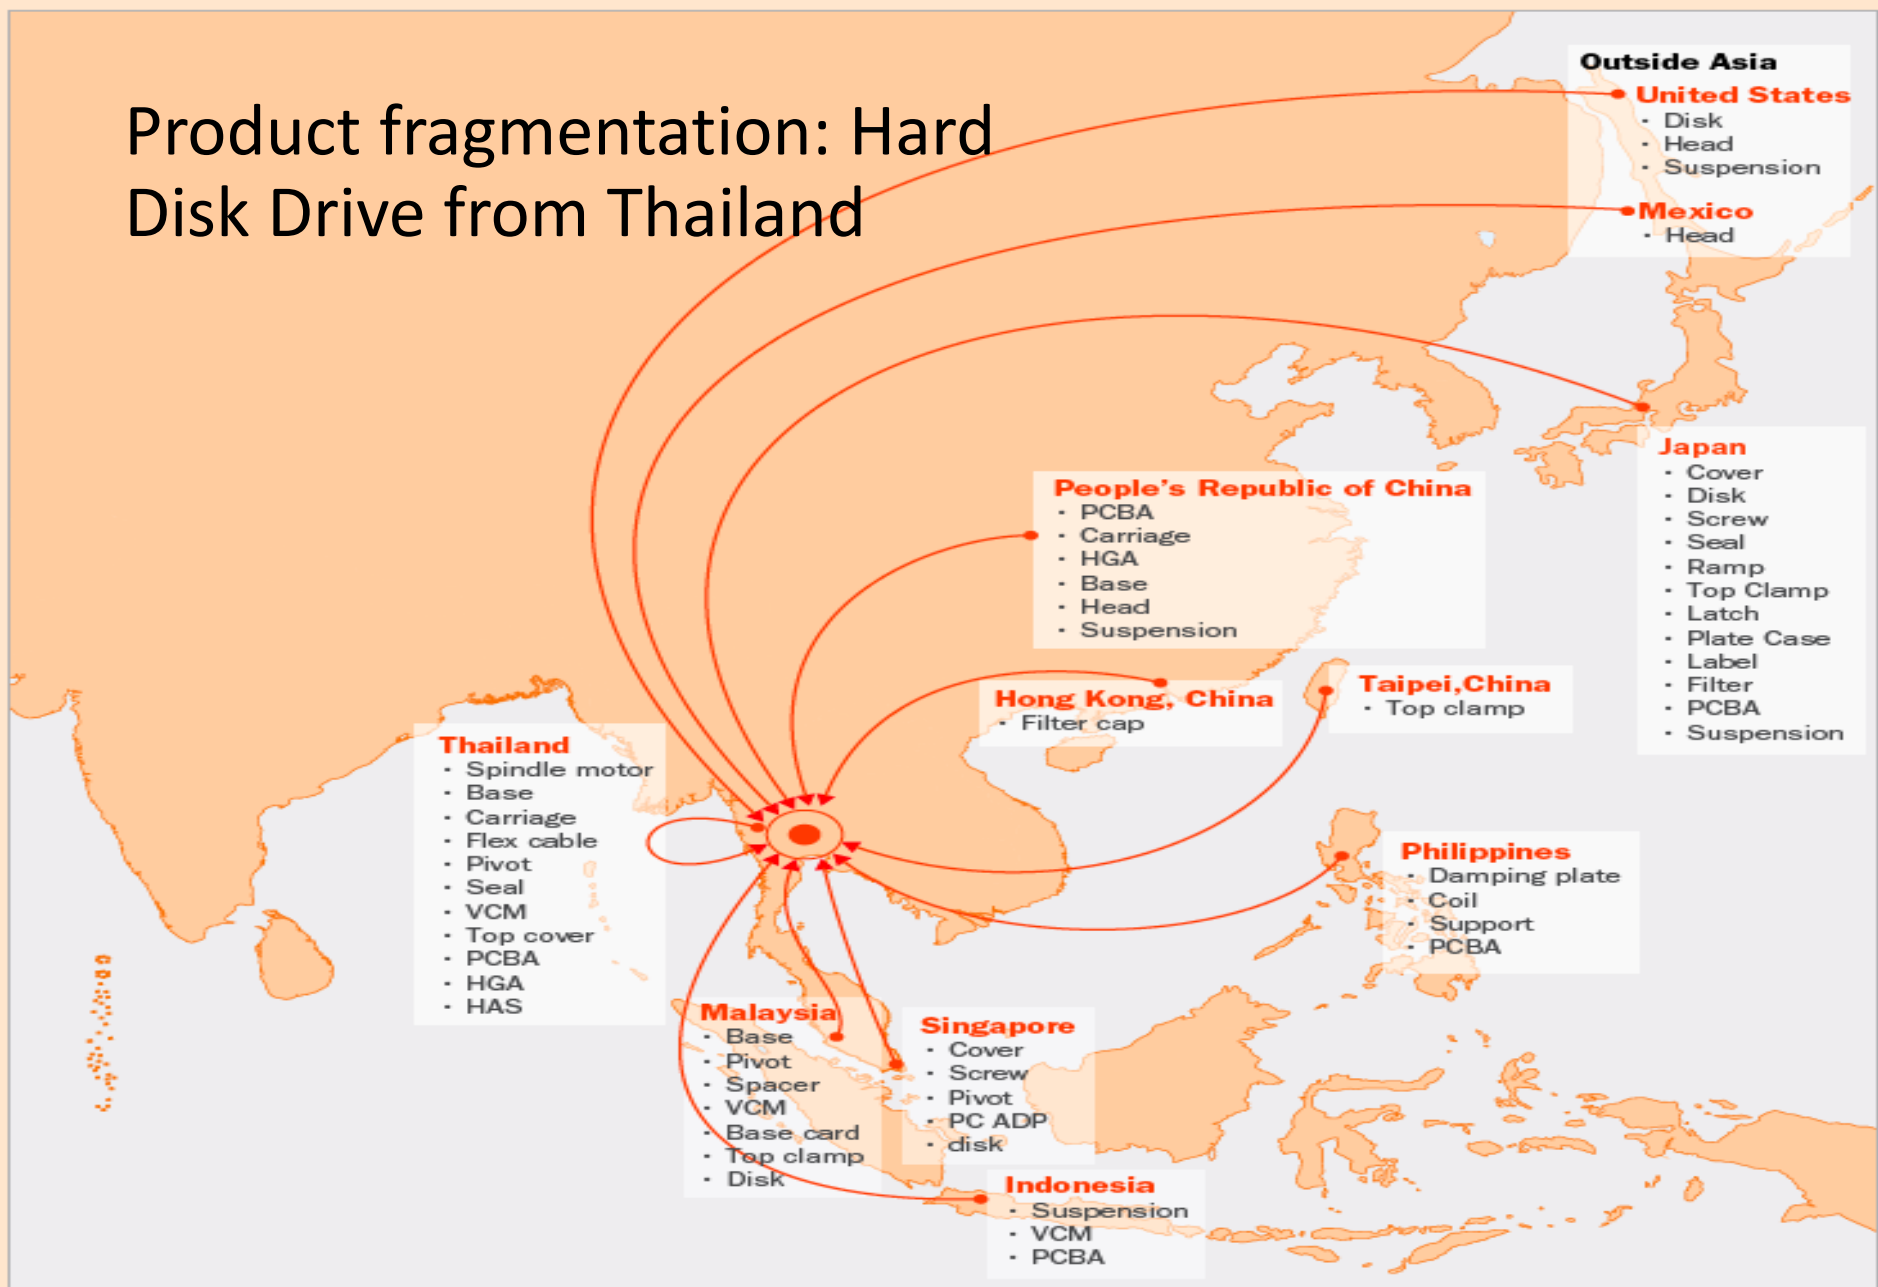 Product fragmentation: Hard
Disk Drive from Thailand
Outside Asia
United States
· Disk
· Head
· Suspension
Mexico
· Head
Japan
· Cover
· Disk
· Screw
· Seal
· Ramp
· Top Clamp
· Latch
· Plate Case
· Label
· Filter
· PCBA
· Suspension
People's Republic of China
· PCBA
· Carriage
· HGA
· Base
· Head
· Suspension
Hong Kong, China
· Filter cap
Taipei,China
· Top clamp
Thailand
· Spindle motor
· Base
· Carriage
· Flex cable
· Pivot
· Seal
· VCM
· Top cover
· PCBA
· HGA
· HAS
Philippines
· Damping plate
· Coil
· Support
· PCBA
Malaysia
· Base
· Pivot
· Spacer
· VCM
· Base card
· Top clamp
· Disk
Singapore
· Cover
· Screw
· Pivot
· PC ADP
· disk
Indonesia
· Suspension
· VCM
· PCBA